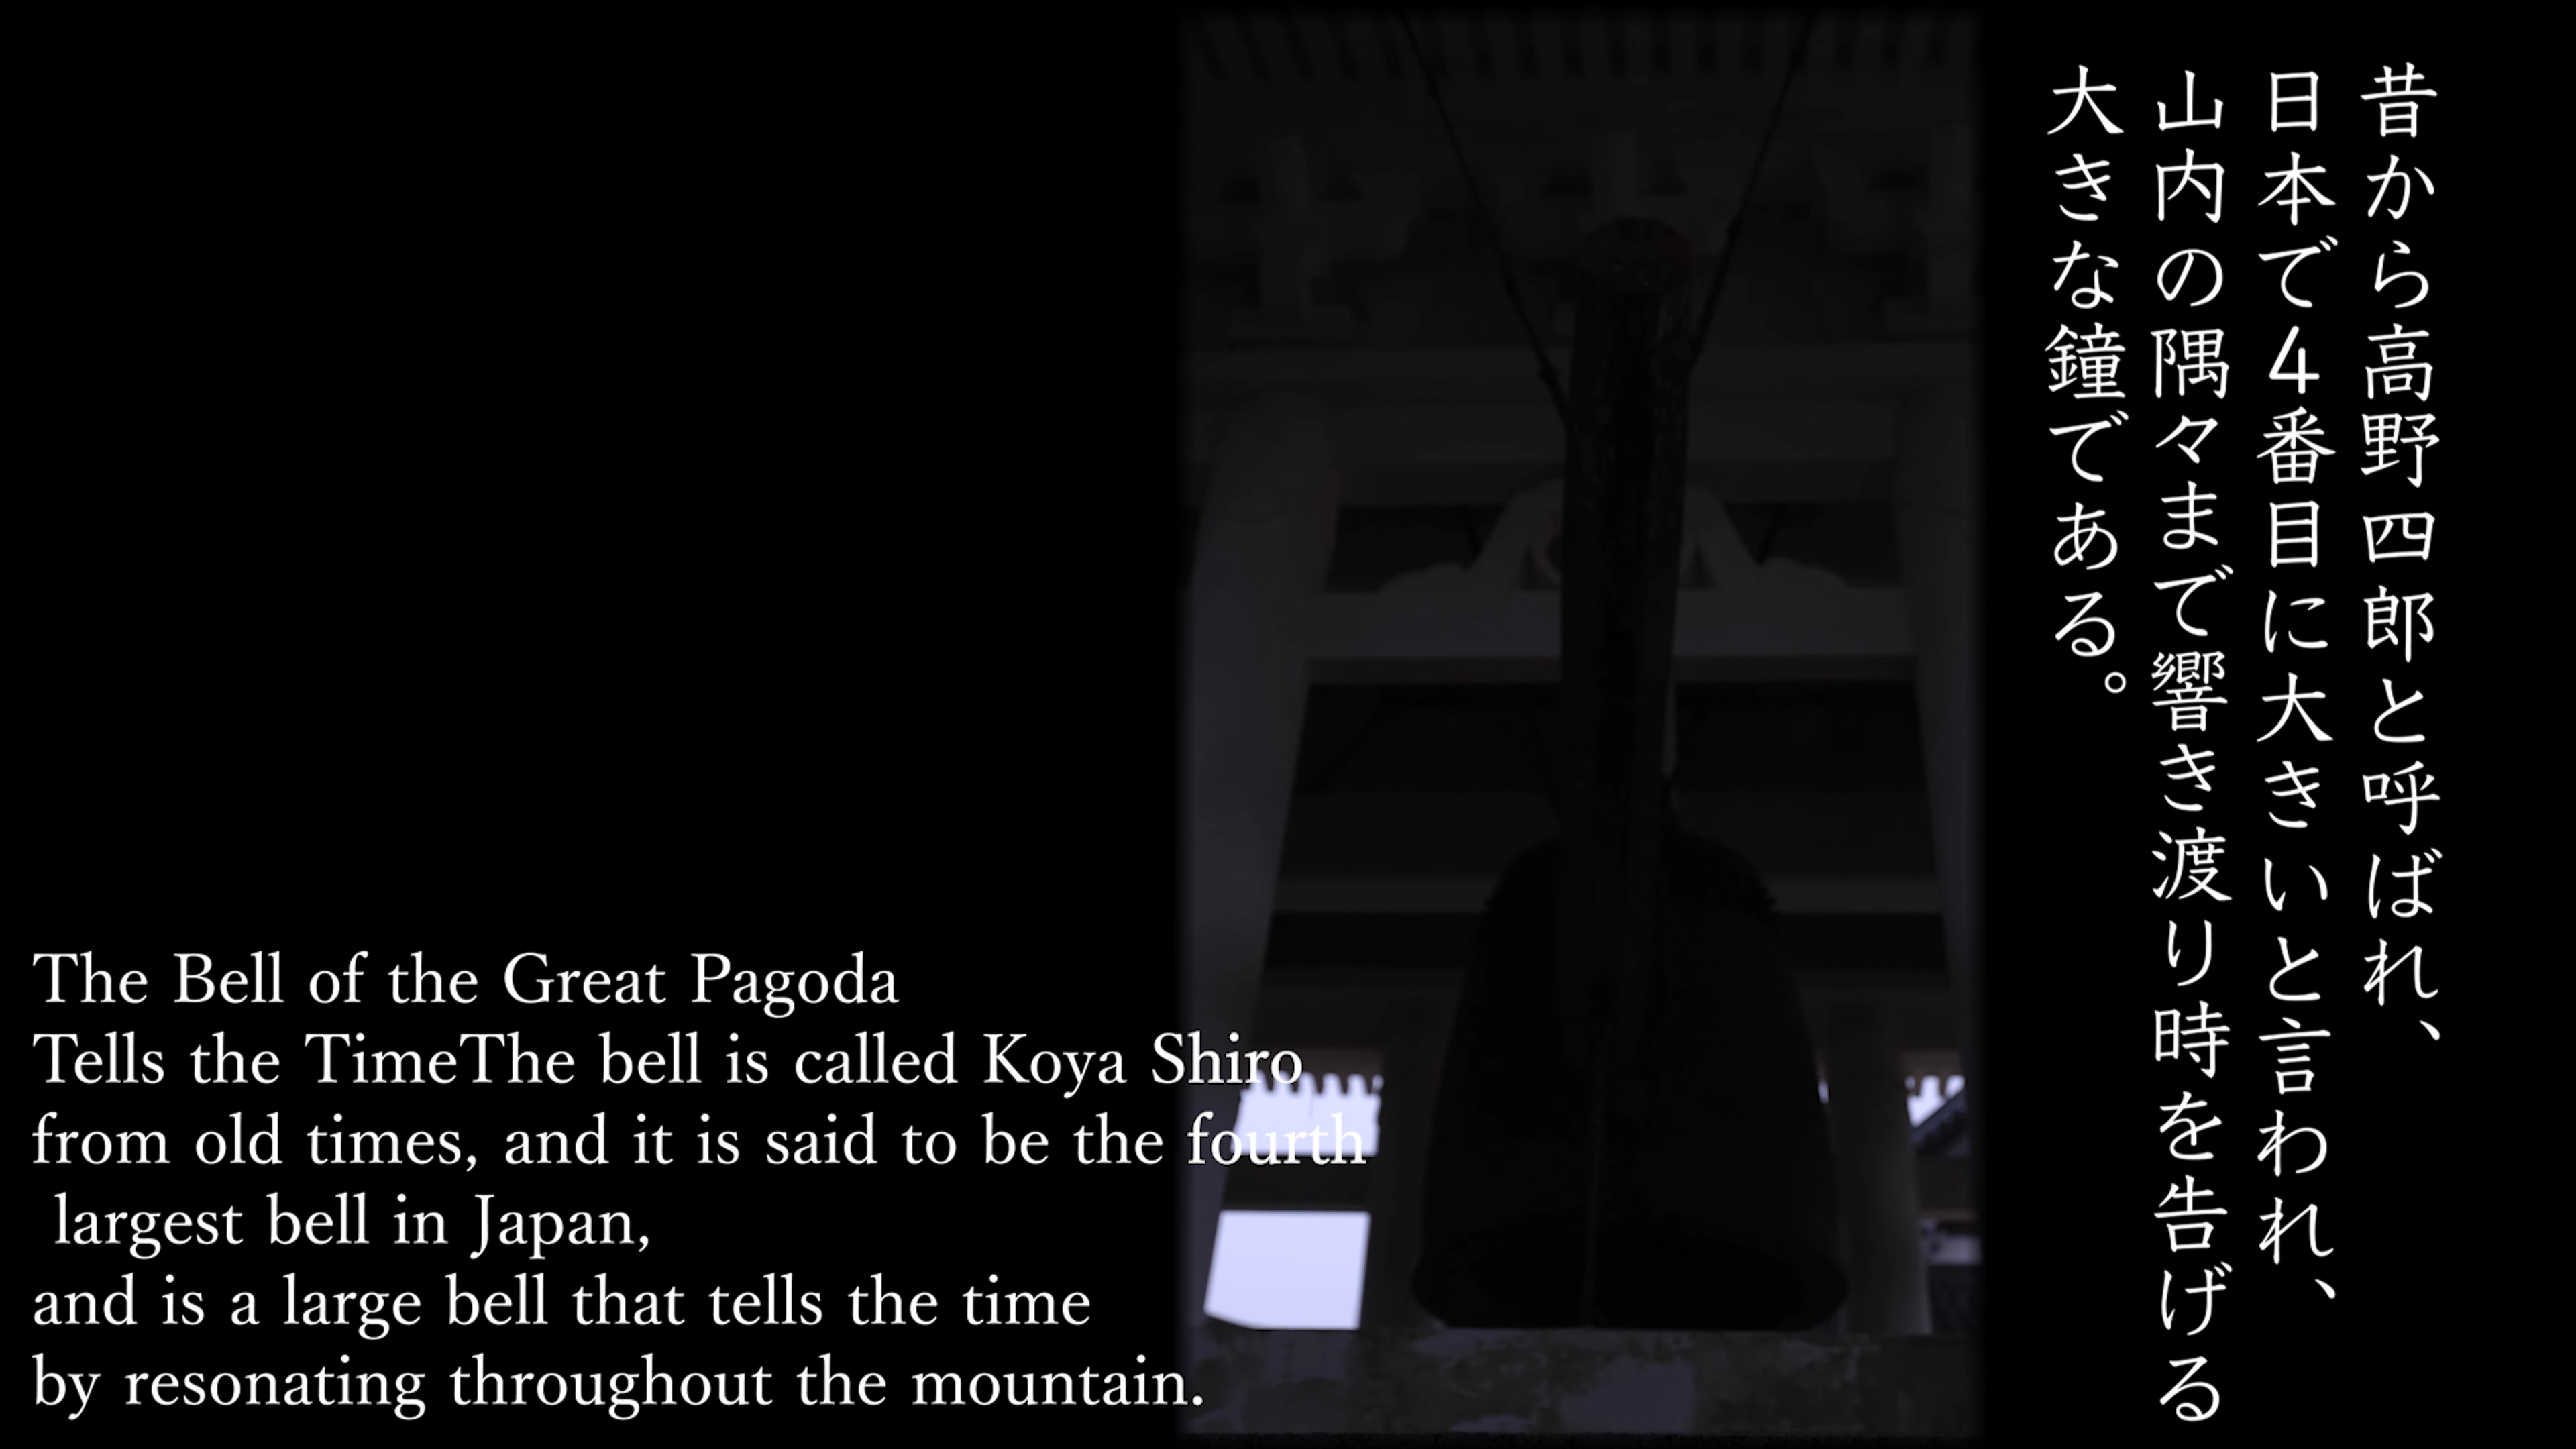 昔から高野四郎と呼ばれ、
日本で４番目に大きいと言われ、
山内の隅々まで響き渡り時を告げる
大きな鐘である。
The Bell of the Great Pagoda
Tells the TimeThe bell is called Koya Shiro
from old times, and it is said to be the fourth
largest bell in Japan,
and is a large bell that tells the time
by resonating throughout the mountain.